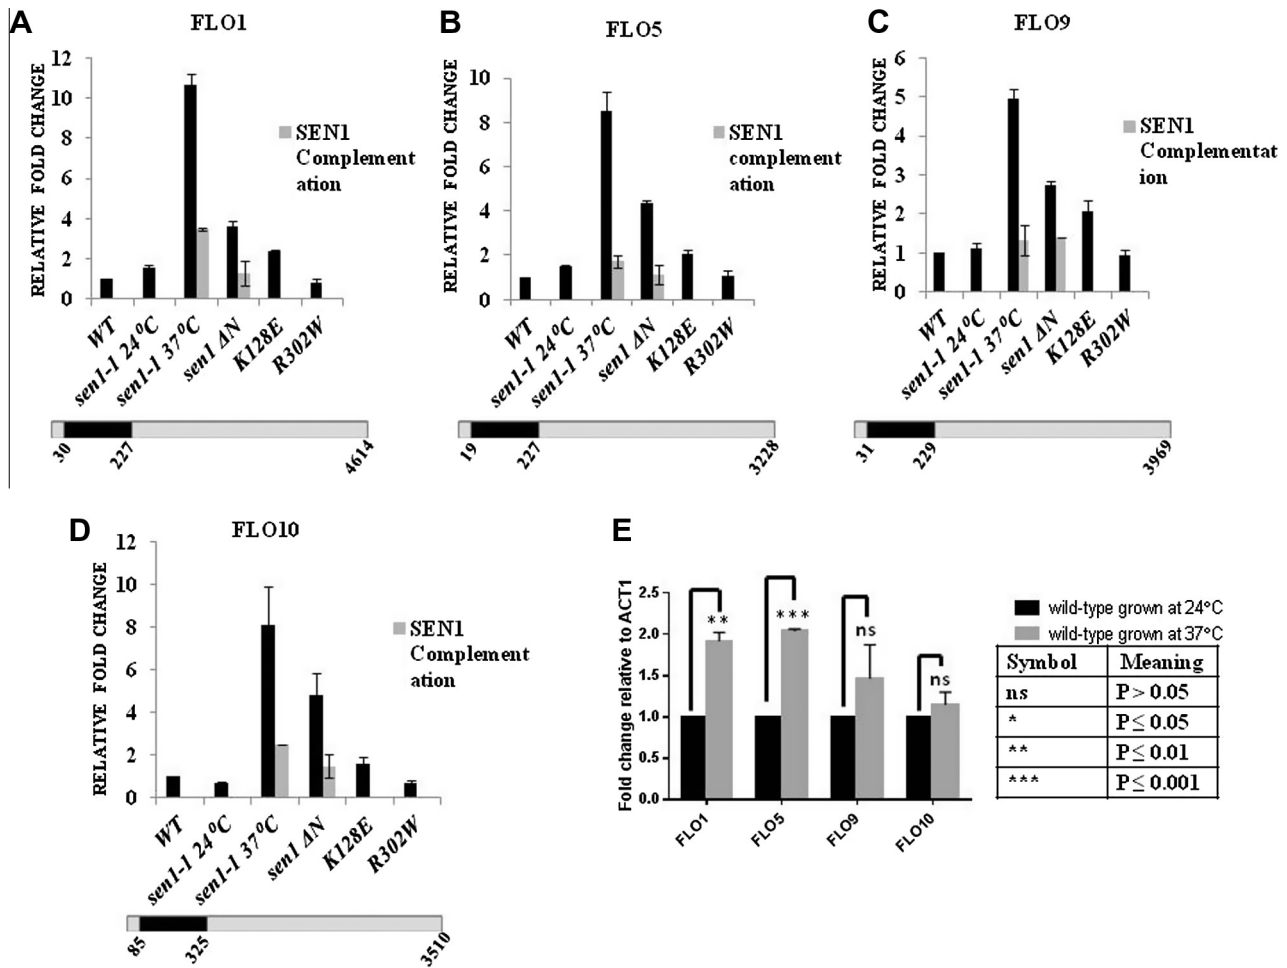 A
FLO1
RELATIVE FOLD CHANGE
12
10
8
6
4
2
0
SEN1
Complement
ation
WT
sen1-1 24°C
sen1-1 37°C
sen1 ΔN
K128E
R302W
30
227
4614
B
FLO5
RELATIVE FOLD CHANGE
10
8
6
4
2
0
SEN1
complement
ation
WT
sen1-1 24°C
sen1-1 37°C
sen1 ΔN
K128E
R302W
19
227
3228
C
FLO9
RELATIVE FOLD CHANGE
6
5
4
3
2
1
0
SEN1
Complementat
ion
WT
sen1-1 24°C
sen1-1 37°C
sen1 ΔN
K128E
R302W
31
229
3969
D
FLO10
RELATIVE FOLD CHANGE
12
10
8
6
4
2
0
SEN1
Complement
ation
WT
sen1-1 24°C
sen1-1 37°C
sen1 ΔN
K128E
R302W
85
325
3510
E
Fold change relative to ACT1
2.5
2.0
1.5
1.0
0.5
0.0
**
***
ns
ns
FLO1
FLO5
FLO9
FLO10
wild-type grown at 24°C
wild-type grown at 37°C
Symbol Meaning
ns P > 0.05
* P ≤ 0.05
** P ≤ 0.01
*** P ≤ 0.001